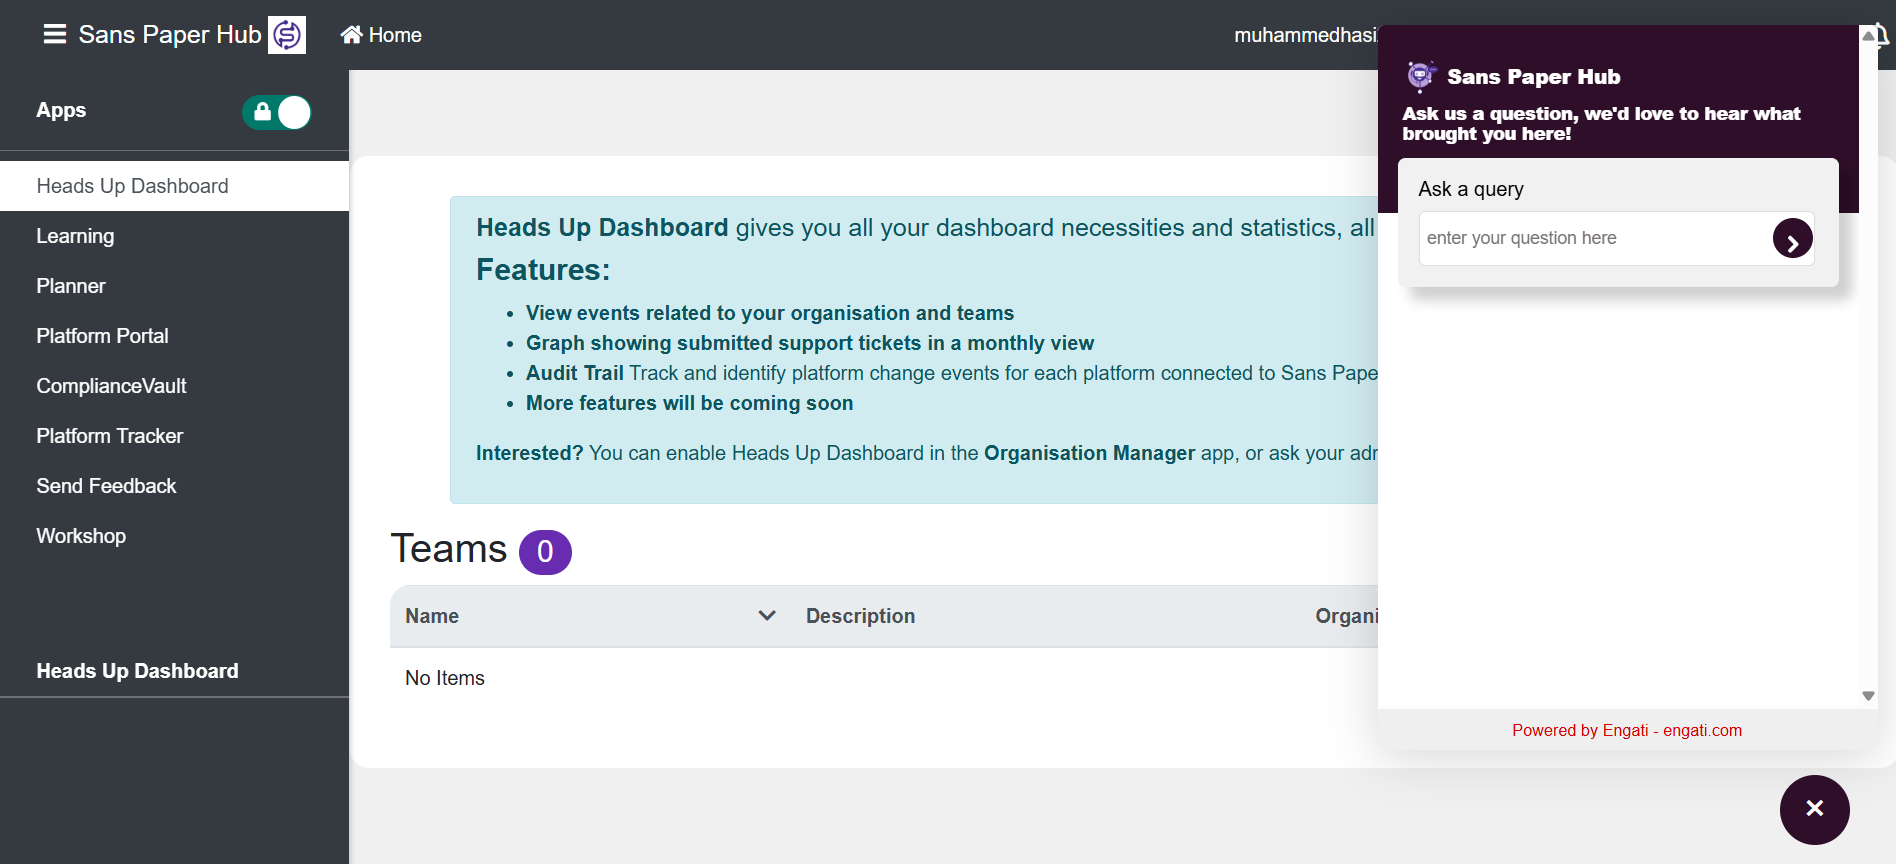 Sans Paper Hub
Home
muhammedhasi
Apps
Heads Up Dashboard
Learning
Planner
Platform Portal
ComplianceVault
Platform Tracker
Send Feedback
Workshop
Heads Up Dashboard
Heads Up Dashboard gives you all your dashboard necessities and statistics, all
Features:
View events related to your organisation and teams
Graph showing submitted support tickets in a monthly view
Audit Trail Track and identify platform change events for each platform connected to Sans Pape
More features will be coming soon
Interested? You can enable Heads Up Dashboard in the Organisation Manager app, or ask your
Teams 0
Name Description Organi
No Items
Sans Paper Hub
Ask us a question, we'd love to hear what
brought you here!
Ask a query
enter your question here
Powered by Engati - engati.com